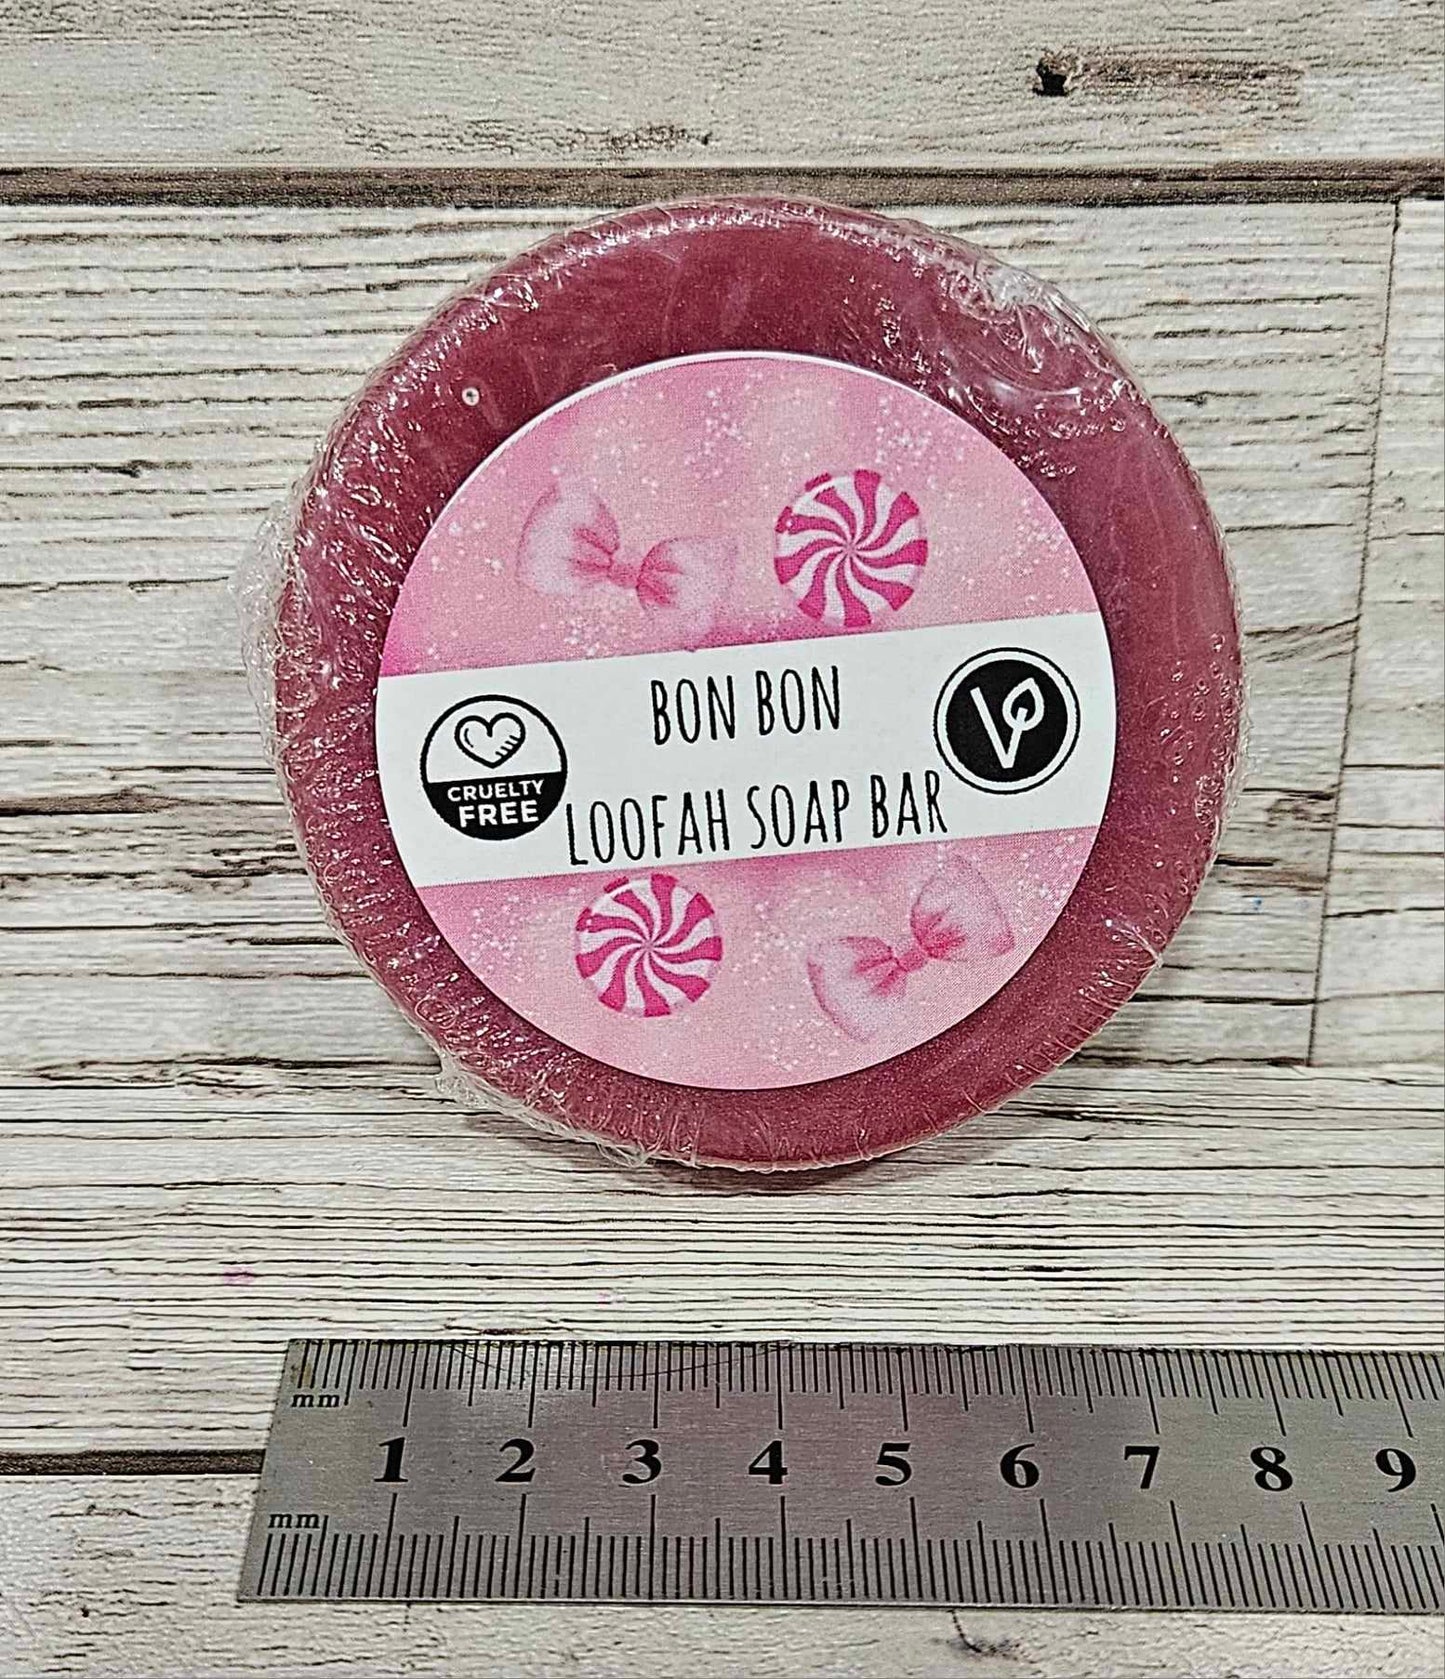 BON BON
CRUELTY
FREE
LOOFAH SOAP BAR
V
mm
1 2 3 4 5 6 7 8 9
mm